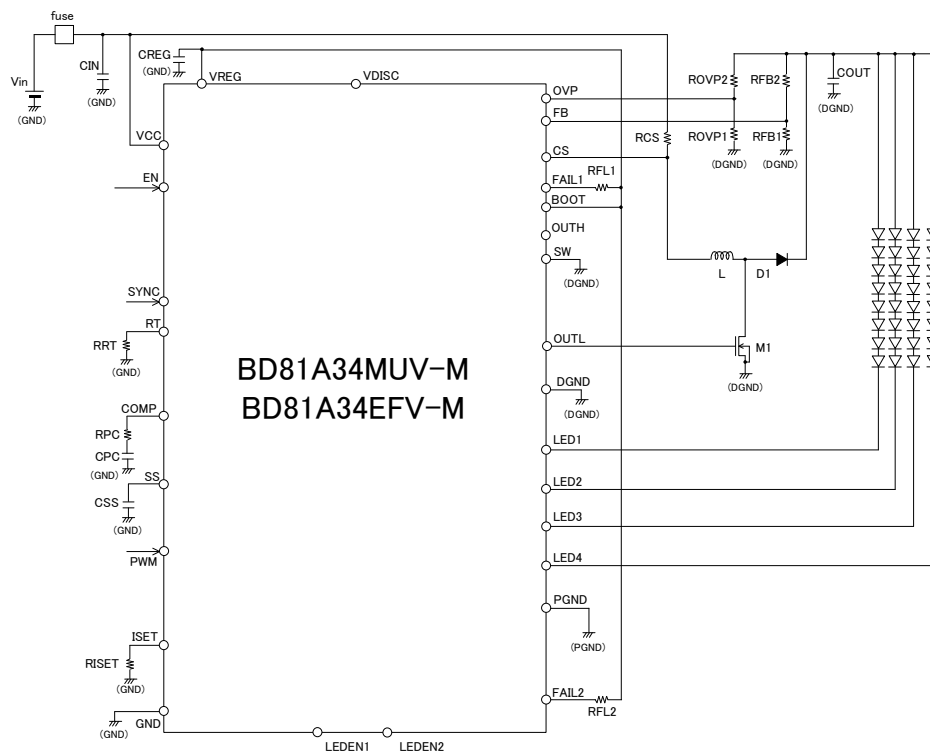 fuse
CIN
(GND)
Vin
(GND)
CREG
(GND)
VREG
VDISC
VCC
EN
SYNC
RT
RRT
(GND)
COMP
RPC
CPC
(GND)
SS
CSS
(GND)
PWM
ISET
RISET
(GND)
GND
(GND)
LEDEN1
LEDEN2
BD81A34MUV-M
BD81A34EFV-M
OVP
FB
CS
FAIL1
RFL1
BOOT
OUTH
SW
(DGND)
OUTL
DGND
(DGND)
LED1
LED2
LED3
LED4
PGND
(PGND)
FAIL2
RFL2
RCS
ROVP2
RFB2
COUT
(DGND)
ROVP1
RFB1
(DGND)
(DGND)
L
D1
M1
(DGND)